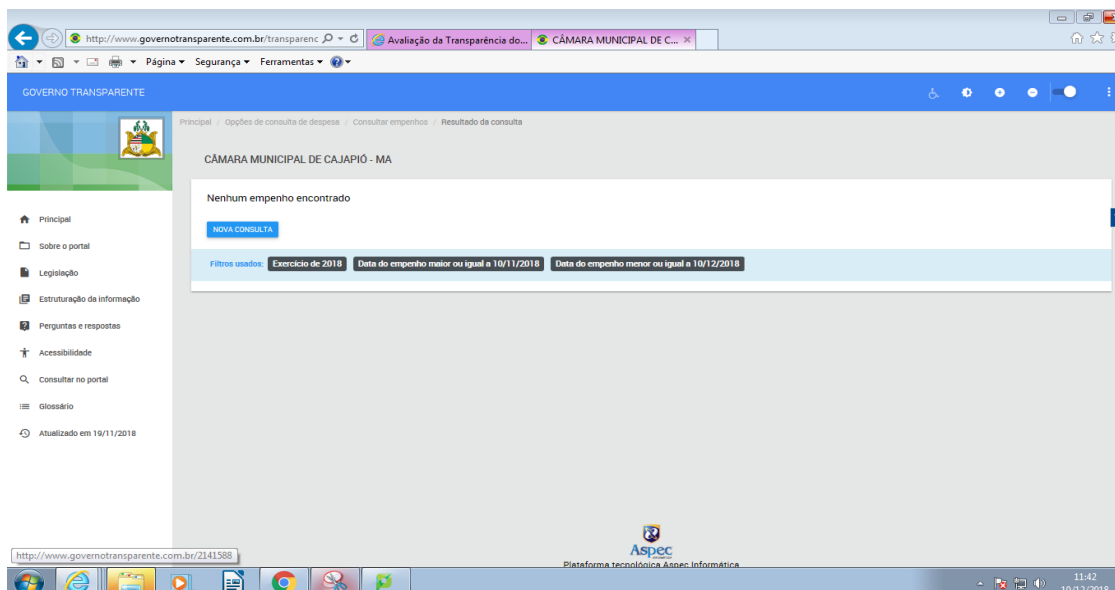 http://www.governotransparente.com.br/transparenc
Avaliação da Transparência do...
CÂMARA MUNICIPAL DE C...
Página Segurança Ferramentas
GOVERNO TRANSPARENTE
Principal / Opções de consulta de despesa / Consultar empenhos / Resultado da consulta
CÂMARA MUNICIPAL DE CAJAPIÓ - MA
Nenhum empenho encontrado
NOVA CONSULTA
Filtros usados: Exercício de 2018 Data do empenho maior ou igual a 10/11/2018 Data do empenho menor ou igual a 10/12/2018
Principal
Sobre o portal
Legislação
Estruturação da informação
Perguntas e respostas
Acessibilidade
Consultar no portal
Glossário
Atualizado em 19/11/2018
Aspec
Plataforma tecnológica Aspec Informática
http://www.governotransparente.com.br/2141588
11:42
10/12/2018